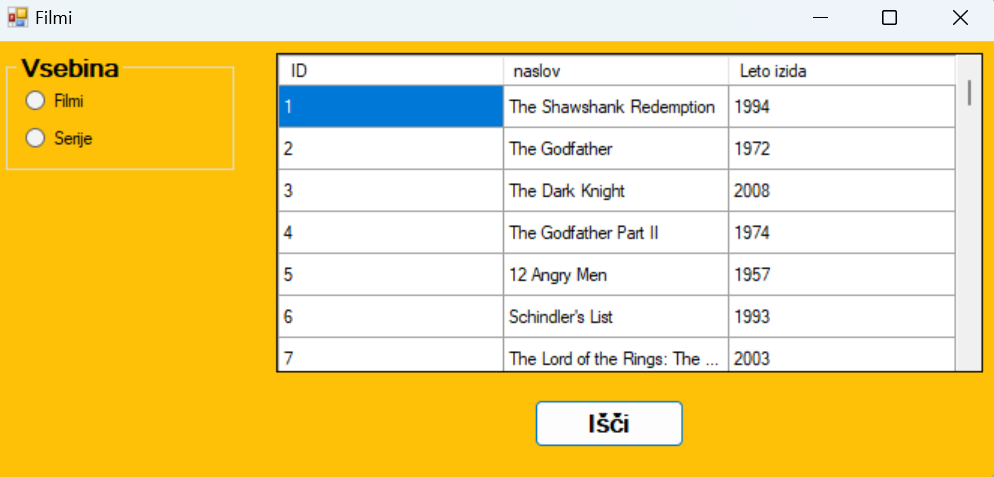 Filmi
Vsebina
Filmi
Serije
ID naslov Leto izida
1 The Shawshank Redemption 1994
2 The Godfather 1972
3 The Dark Knight 2008
4 The Godfather Part II 1974
5 12 Angry Men 1957
6 Schindler's List 1993
7 The Lord of the Rings: The ... 2003
Išči